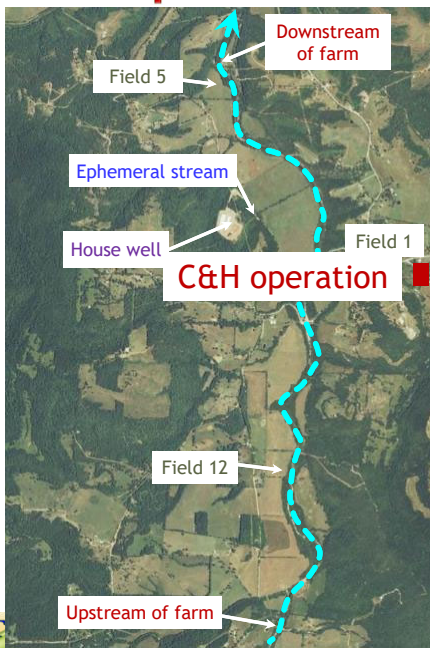 Downstream
of farm
Field 5
Ephemeral stream
House well
Field 1
C&H operation
Field 12
Upstream of farm